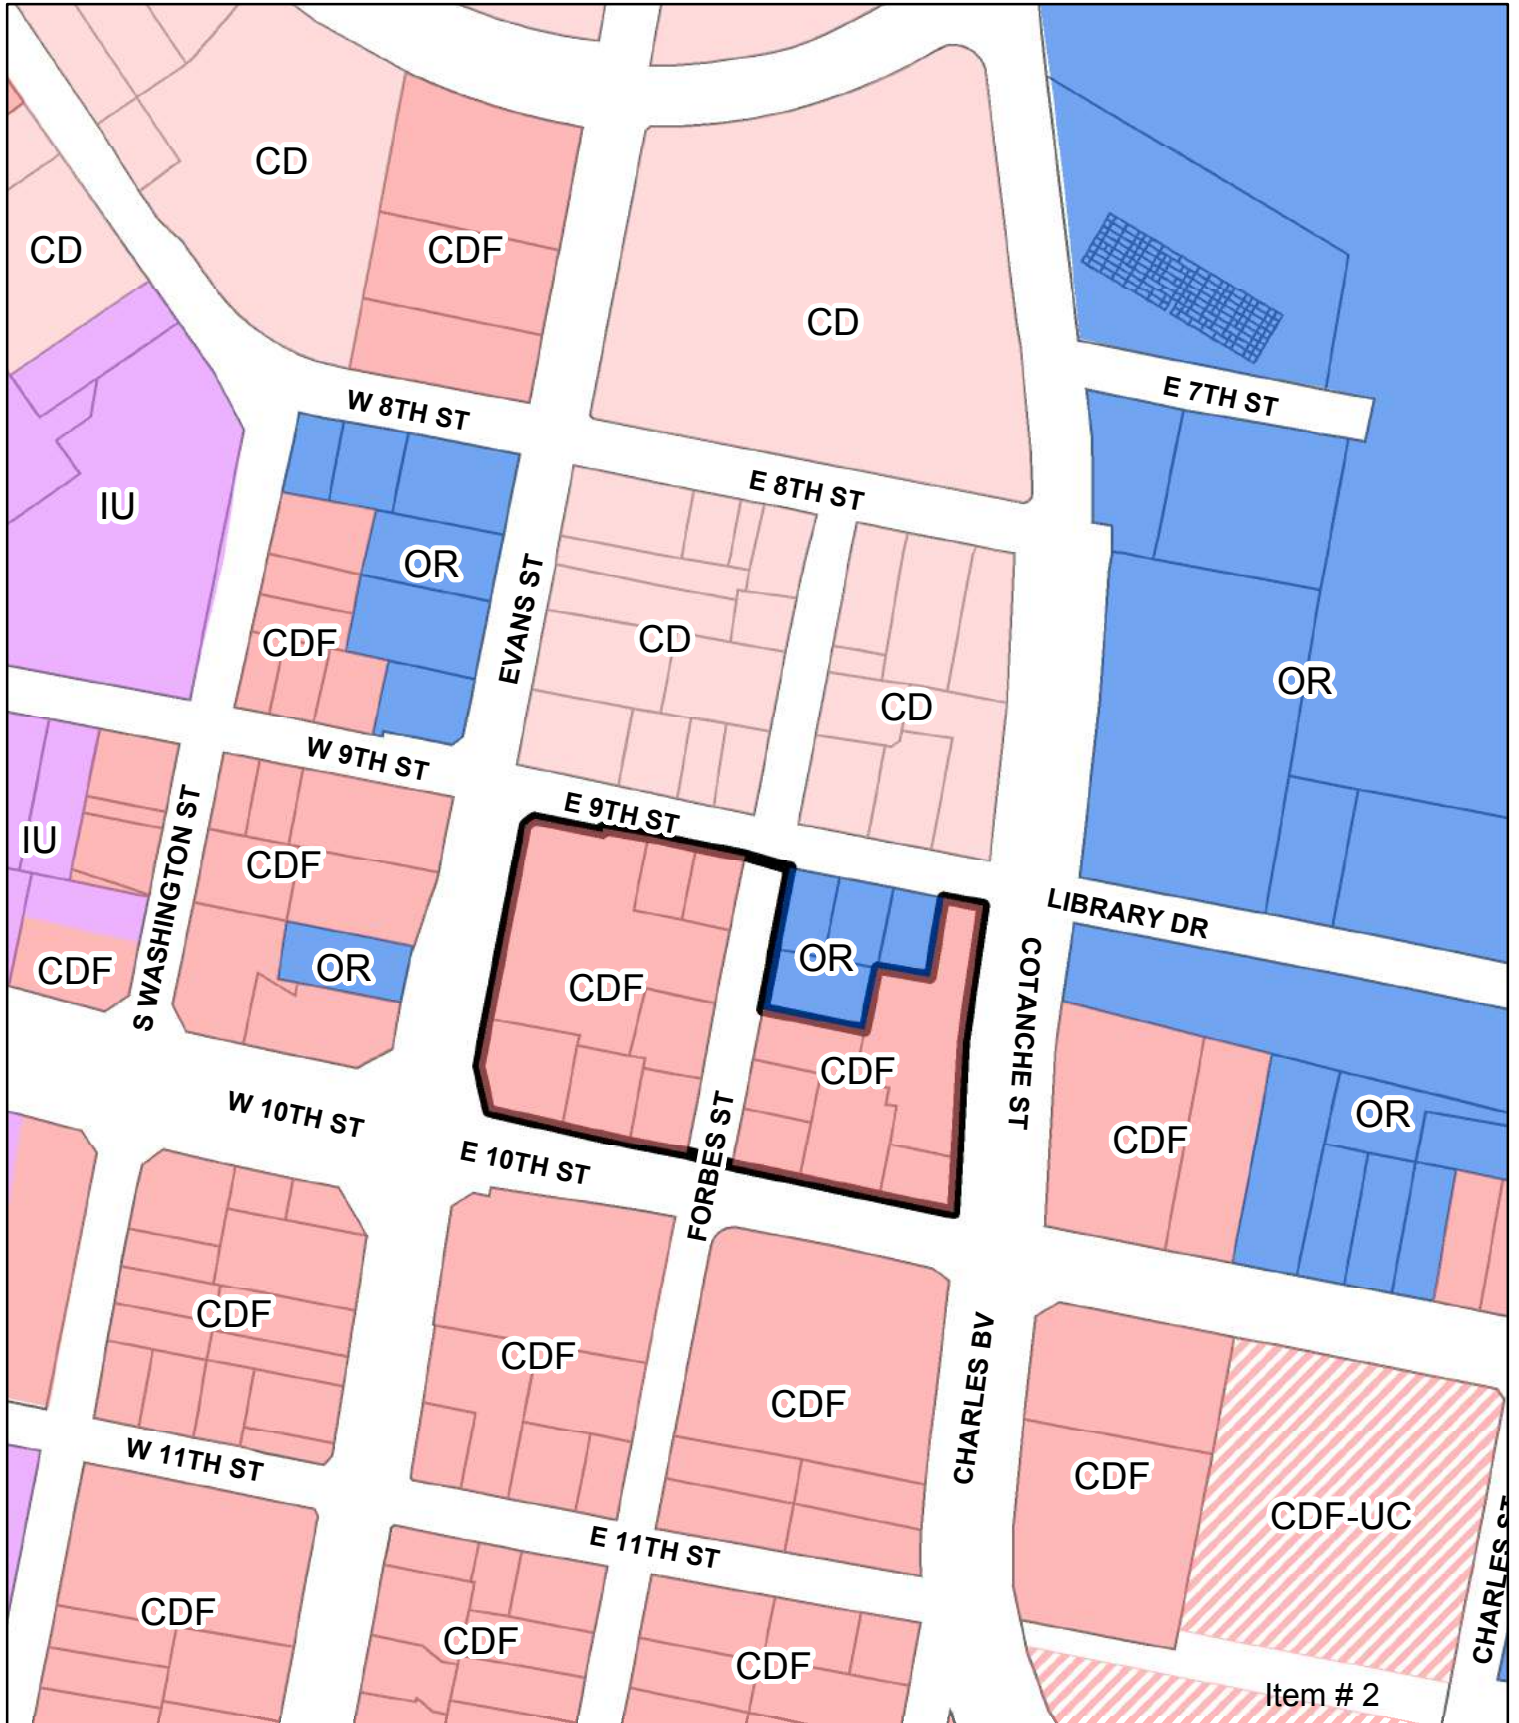 CD
CDF
CD
CD
E 7TH ST
W 8TH ST
E 8TH ST
IU
OR
EVANS ST
CDF
CD
OR
CD
W 9TH ST
E 9TH ST
S WASHINGTON ST
IU
CDF
LIBRARY DR
OR
CDF
OR
CDF
COTANCHE ST
CDF
W 10TH ST
OR
CDF
E 10TH ST
FORBES ST
CDF
CDF
CDF
CHARLES BV
W 11TH ST
CDF
CDF-UC
E 11TH ST
CHARLES ST
CDF
CDF
CDF
Item # 2